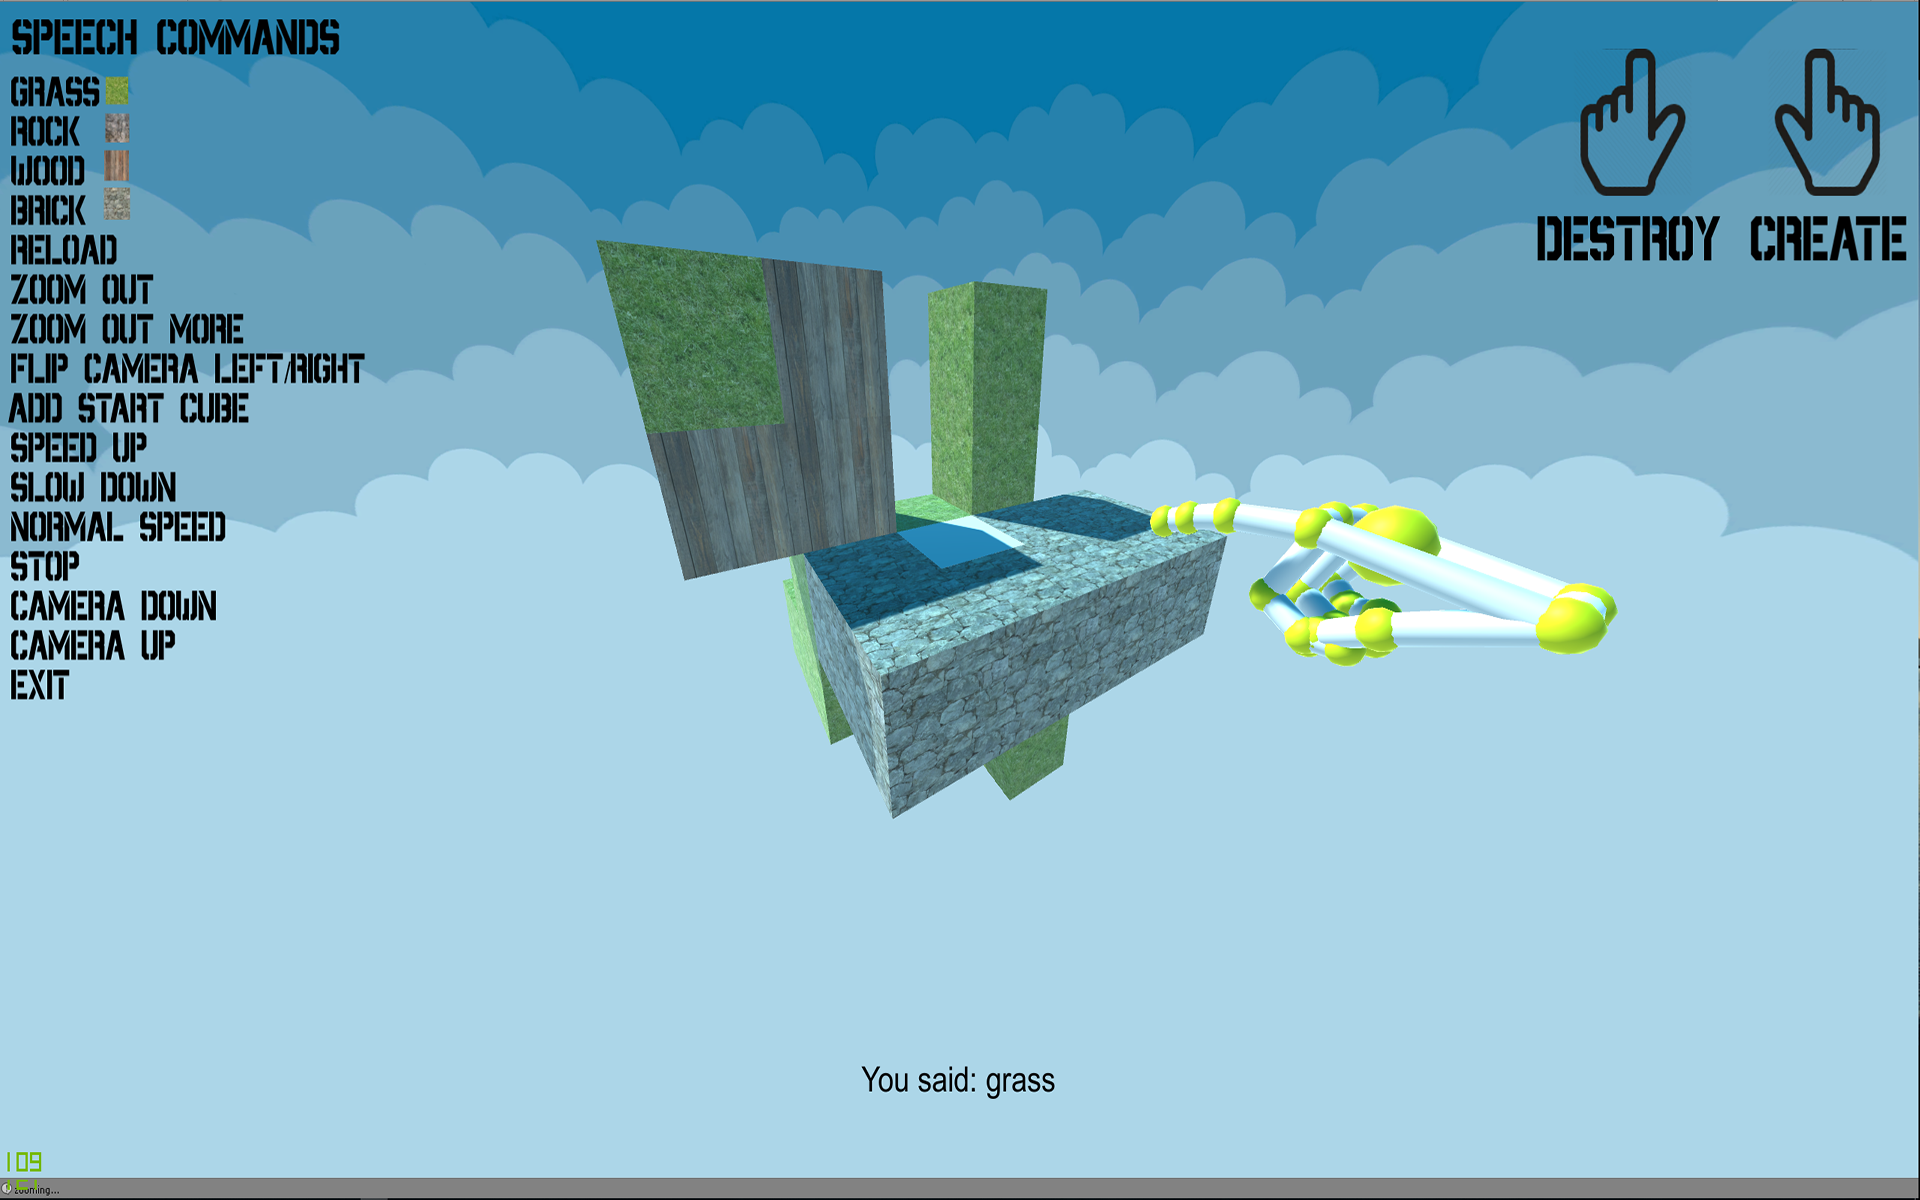 SPEECH COMMANDS
GRASS
ROCK
WOOD
BRICK
RELOAD
ZOOM OUT
ZOOM OUT MORE
FLIP CAMERA LEFT/RIGHT
ADD START CUBE
SPEED UP
SLOW DOWN
NORMAL SPEED
STOP
CAMERA DOWN
CAMERA UP
EXIT
DESTROY CREATE
You said: grass
109